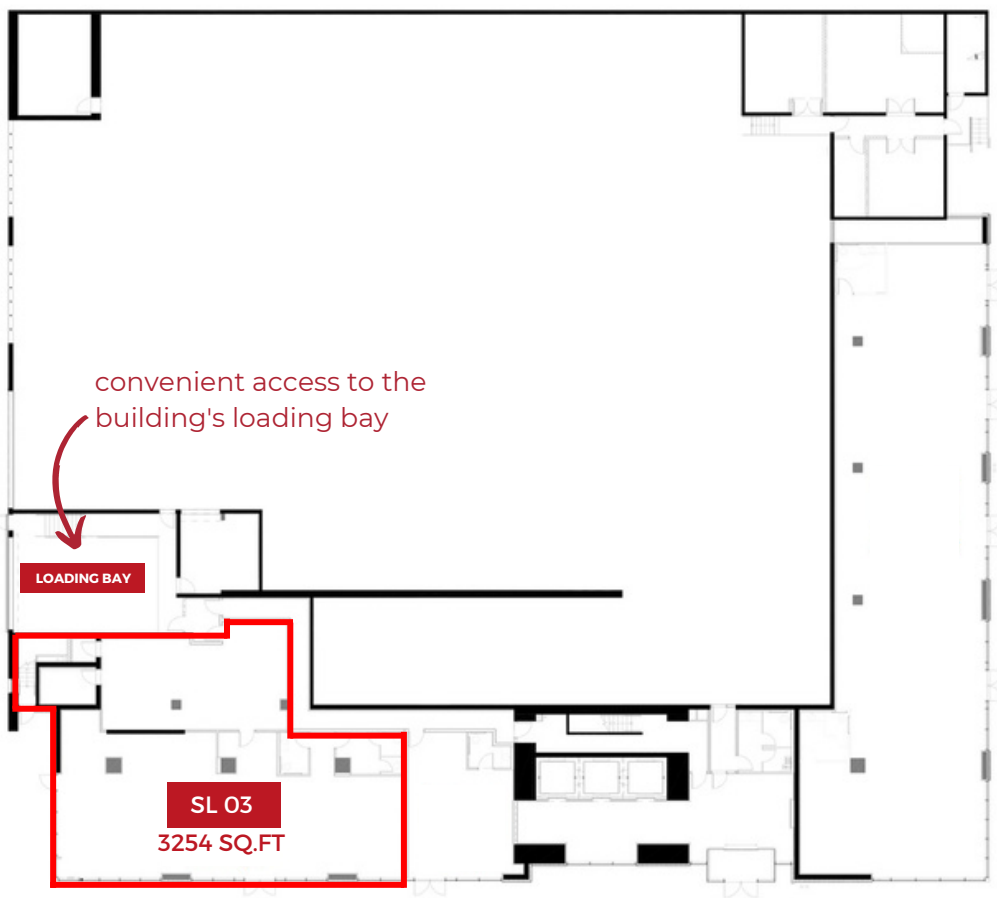 convenient access to the
building's loading bay
LOADING BAY
SL 03
3254 SQ.FT